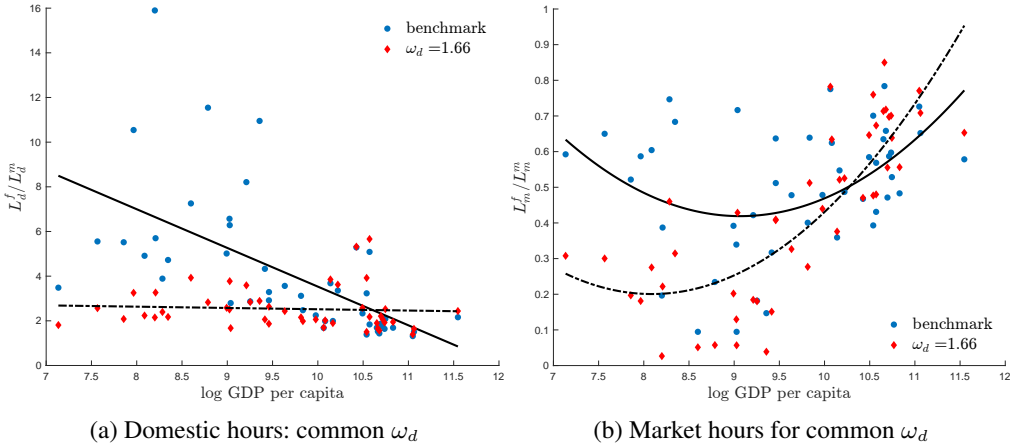 16
14
12
10
8
6
4
2
0
L_d^f/L_d^m
7 7.5 8 8.5 9 9.5 10 10.5 11 11.5 12
log GDP per capita
benchmark
ω_d =1.66
(a) Domestic hours: common ω_d
1
0.9
0.8
0.7
0.6
0.5
0.4
0.3
0.2
0.1
0
L_m^f/L_m^m
7 7.5 8 8.5 9 9.5 10 10.5 11 11.5 12
log GDP per capita
benchmark
ω_d =1.66
(b) Market hours for common ω_d